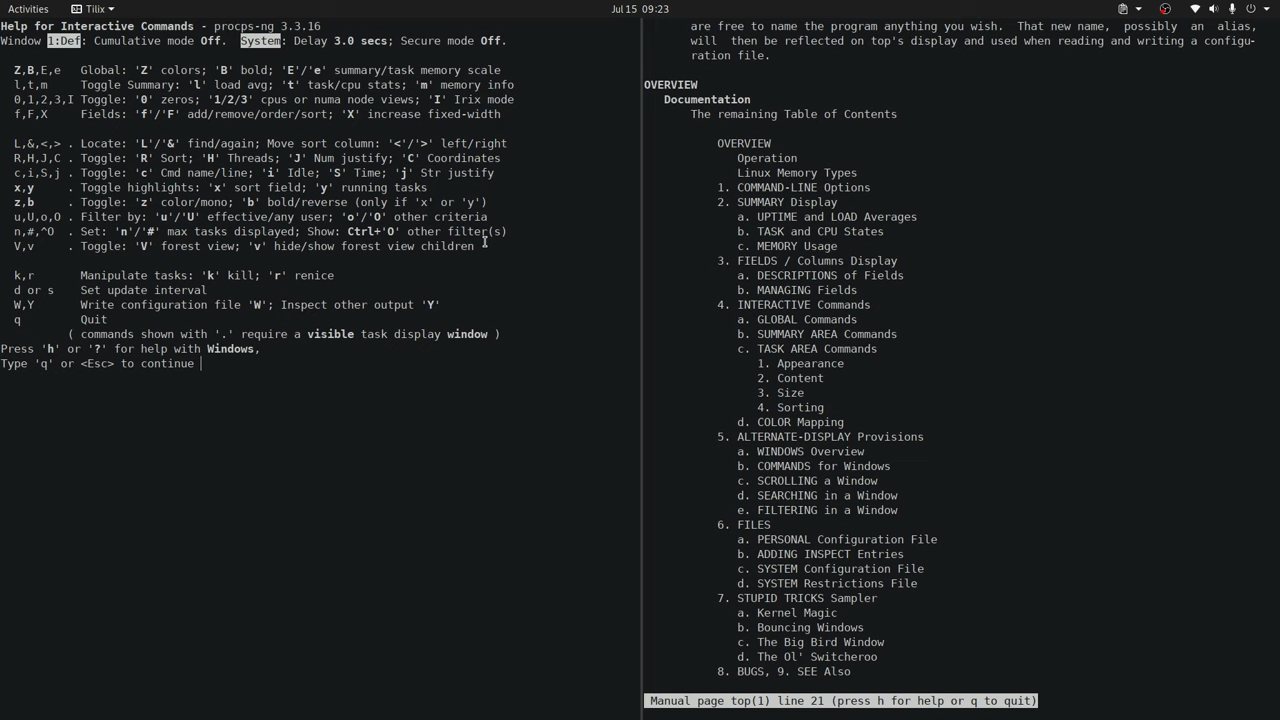 Activities
Tilix
Jul 15 09:23
Help for Interactive Commands - procps-ng 3.3.16
Window 1:Def: Cumulative mode Off.  System: Delay 3.0 secs; Secure mode Off.
Z,B,E,e   Global: 'Z' colors; 'B' bold; 'E'/'e' summary/task memory scale
l,t,m     Toggle Summary: 'l' load avg; 't' task/cpu stats; 'm' memory info
0,1,2,3,I Toggle: '0' zeros; '1/2/3' cpus or numa node views; 'I' Irix mode
f,F,X     Fields: 'f'/'F' add/remove/order/sort; 'X' increase fixed-width
L,&,<,> . Locate: 'L'/'&' find/again; Move sort column: '<'/'>' left/right
R,H,J,C . Toggle: 'R' Sort; 'H' Threads; 'J' Num justify; 'C' Coordinates
c,i,S,j . Toggle: 'c' Cmd name/line; 'i' Idle; 'S' Time; 'j' Str justify
x,y     . Toggle highlights: 'x' sort field; 'y' running tasks
z,b     . Toggle: 'z' color/mono; 'b' bold/reverse (only if 'x' or 'y')
u,U,o,O . Filter by: 'u'/'U' effective/any user; 'o'/'O' other criteria
n,#,^O  . Set: 'n'/'#' max tasks displayed; Show: Ctrl+'O' other filter(s)
V,v     . Toggle: 'V' forest view; 'v' hide/show forest view children
k,r       Manipulate tasks: 'k' kill; 'r' renice
d or s    Set update interval
W,Y       Write configuration file 'W'; Inspect other output 'Y'
q         Quit
( commands shown with '.' require a visible task display window )
Press 'h' or '?' for help with Windows,
Type 'q' or <Esc> to continue
are free to name the program anything you wish.  That new name,  possibly  an  alias,
will  then be reflected on top's display and used when reading and writing a configu-
ration file.
OVERVIEW
Documentation
The remaining Table of Contents
OVERVIEW
Operation
Linux Memory Types
1. COMMAND-LINE Options
2. SUMMARY Display
a. UPTIME and LOAD Averages
b. TASK and CPU States
c. MEMORY Usage
3. FIELDS / Columns Display
a. DESCRIPTIONS of Fields
b. MANAGING Fields
4. INTERACTIVE Commands
a. GLOBAL Commands
b. SUMMARY AREA Commands
c. TASK AREA Commands
1. Appearance
2. Content
3. Size
4. Sorting
d. COLOR Mapping
5. ALTERNATE-DISPLAY Provisions
a. WINDOWS Overview
b. COMMANDS for Windows
c. SCROLLING a Window
d. SEARCHING in a Window
e. FILTERING in a Window
6. FILES
a. PERSONAL Configuration File
b. ADDING INSPECT Entries
c. SYSTEM Configuration File
d. SYSTEM Restrictions File
7. STUPID TRICKS Sampler
a. Kernel Magic
b. Bouncing Windows
c. The Big Bird Window
d. The Ol' Switcheroo
8. BUGS, 9. SEE Also
Manual page top(1) line 21 (press h for help or q to quit)